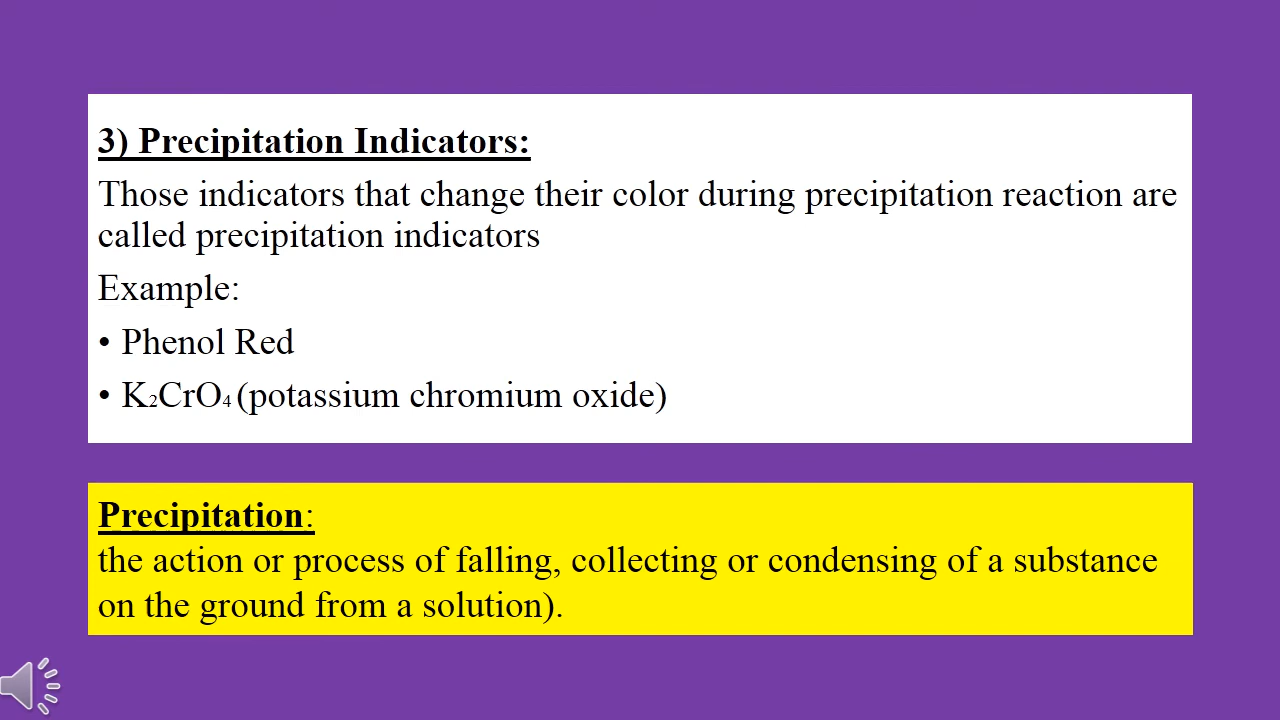 3) Precipitation Indicators:
Those indicators that change their color during precipitation reaction are
called precipitation indicators
Example:
• Phenol Red
• K₂CrO₄ (potassium chromium oxide)
Precipitation:
the action or process of falling, collecting or condensing of a substance
on the ground from a solution).